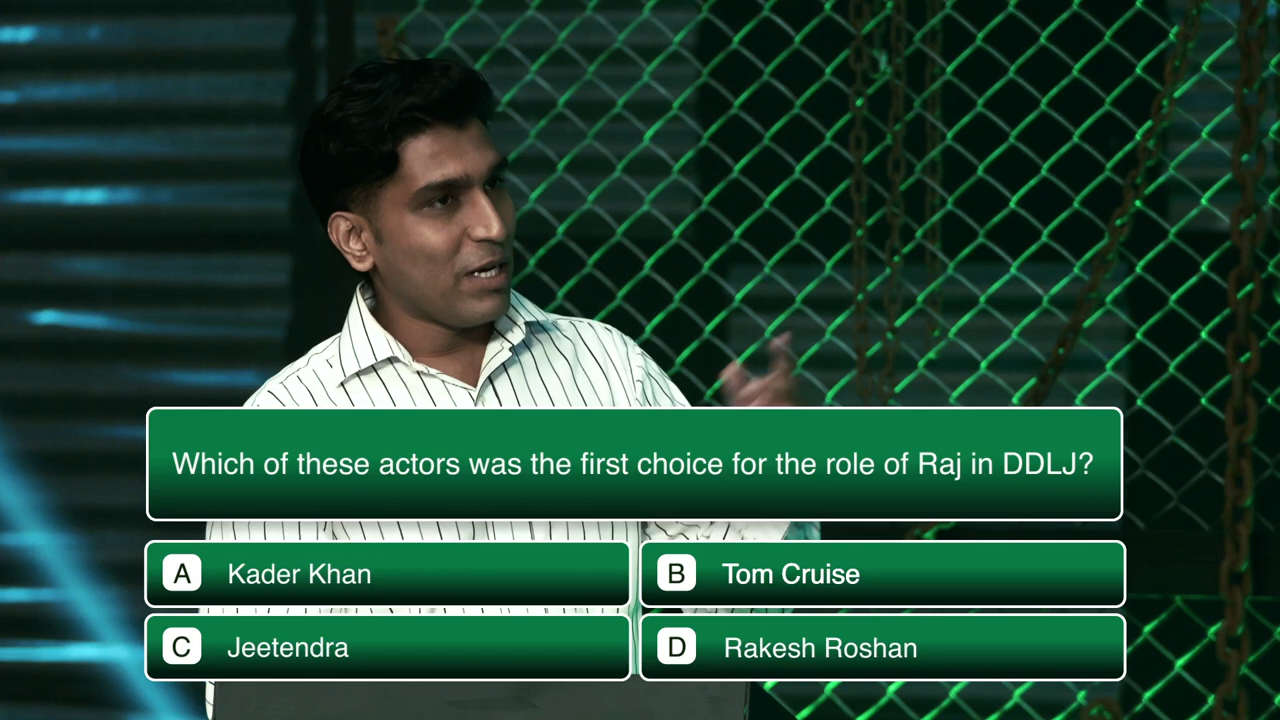 Which of these actors was the first choice for the role of Raj in DDLJ?
A Kader Khan
B Tom Cruise
C Jeetendra
D Rakesh Roshan